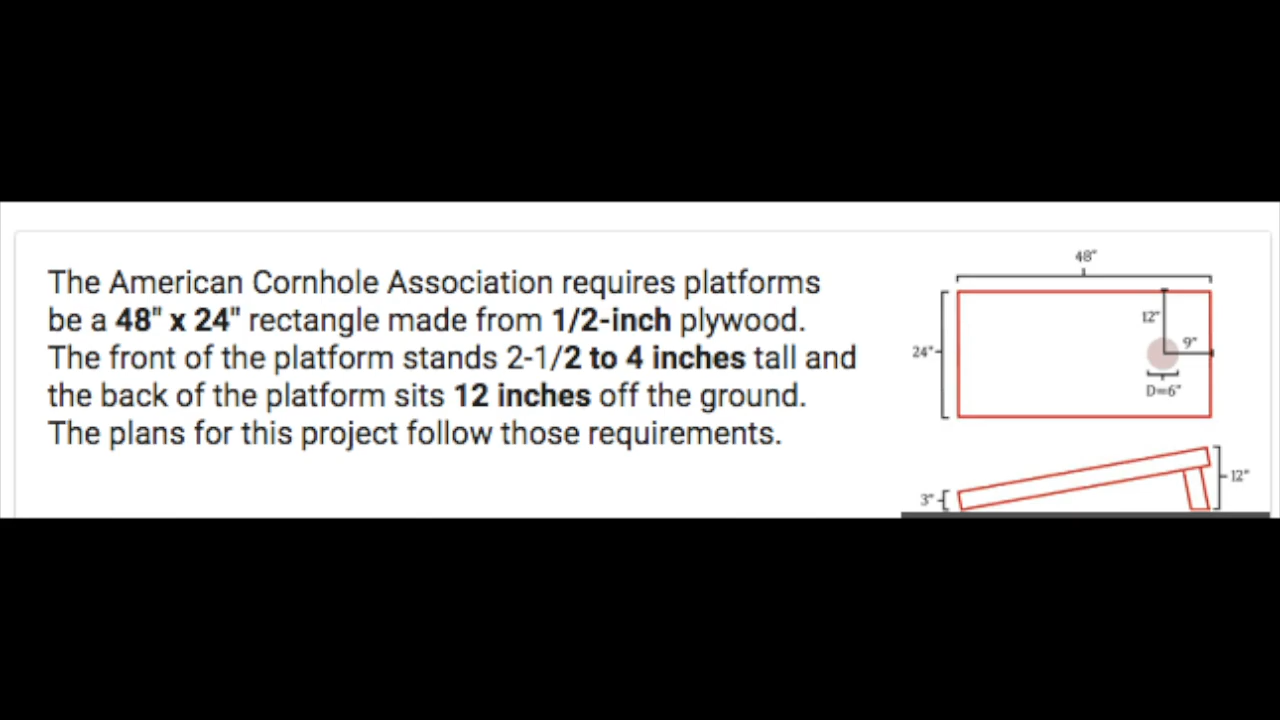 The American Cornhole Association requires platforms
be a 48" x 24" rectangle made from 1/2-inch plywood.
The front of the platform stands 2-1/2 to 4 inches tall and
the back of the platform sits 12 inches off the ground.
The plans for this project follow those requirements.
48"
12"
24"
9"
D=6"
12"
3"